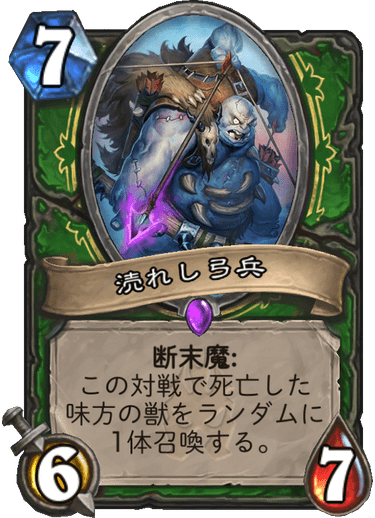 7
潰れし弓兵
断末魔:
この対戦で死亡した
味方の獣をランダムに
1体召喚する。
6
7